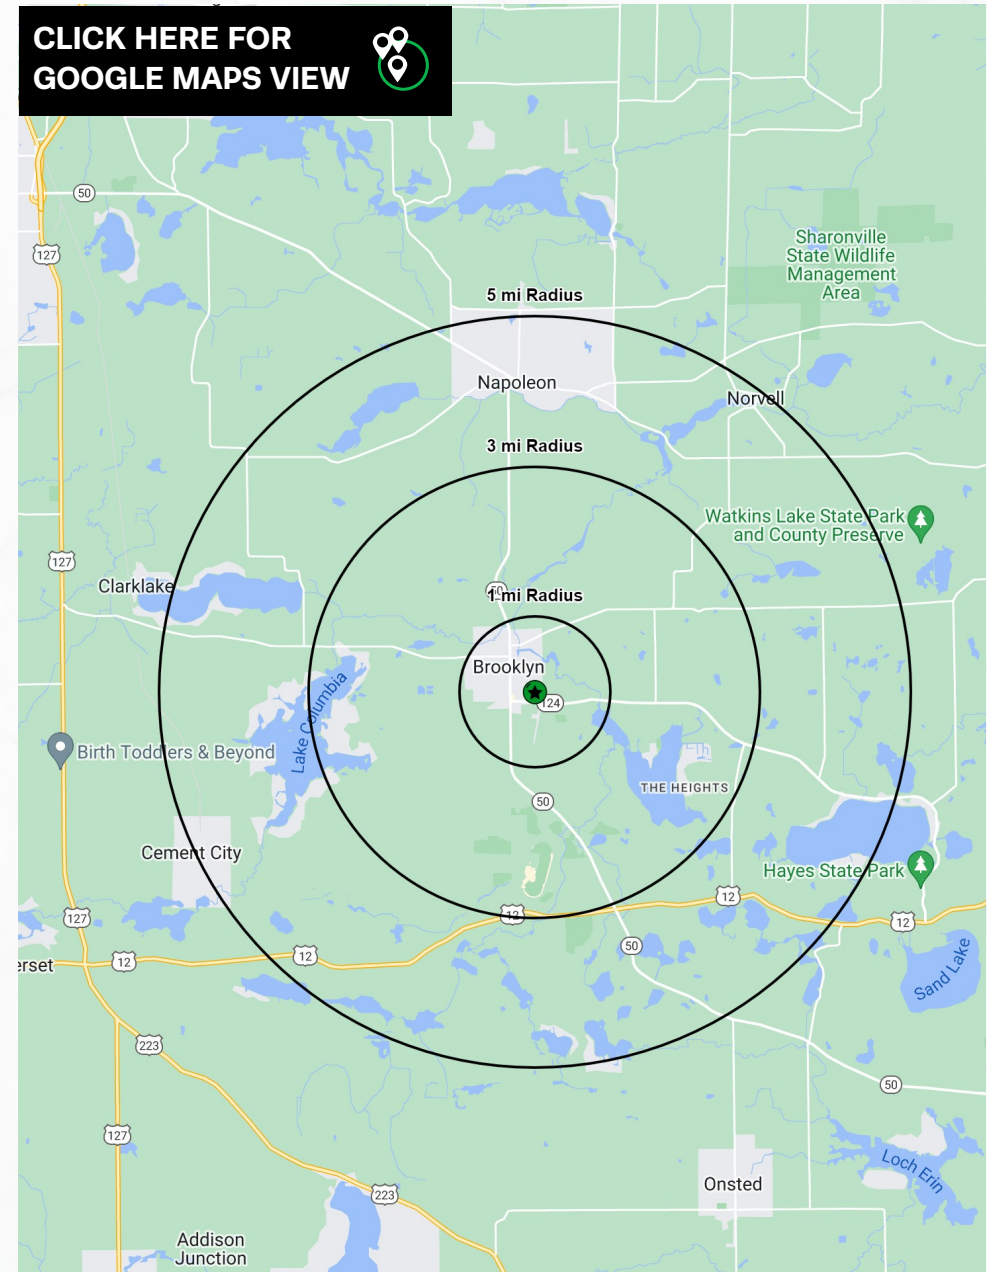 CLICK HERE FOR
GOOGLE MAPS VIEW
50
127
Sharonville
State Wildlife
Management
Area
5 mi Radius
Napoleon
Norvell
3 mi Radius
Watkins Lake State Park
and County Preserve
127
Clarklake
50
1 mi Radius
Brooklyn
124
Lake Columbia
Birth Toddlers & Beyond
THE HEIGHTS
50
Cement City
Hayes State Park
12
127
12
12
50
12
12
erset
Sand Lake
223
50
127
Loch Erin
Onsted
223
Addison
Junction